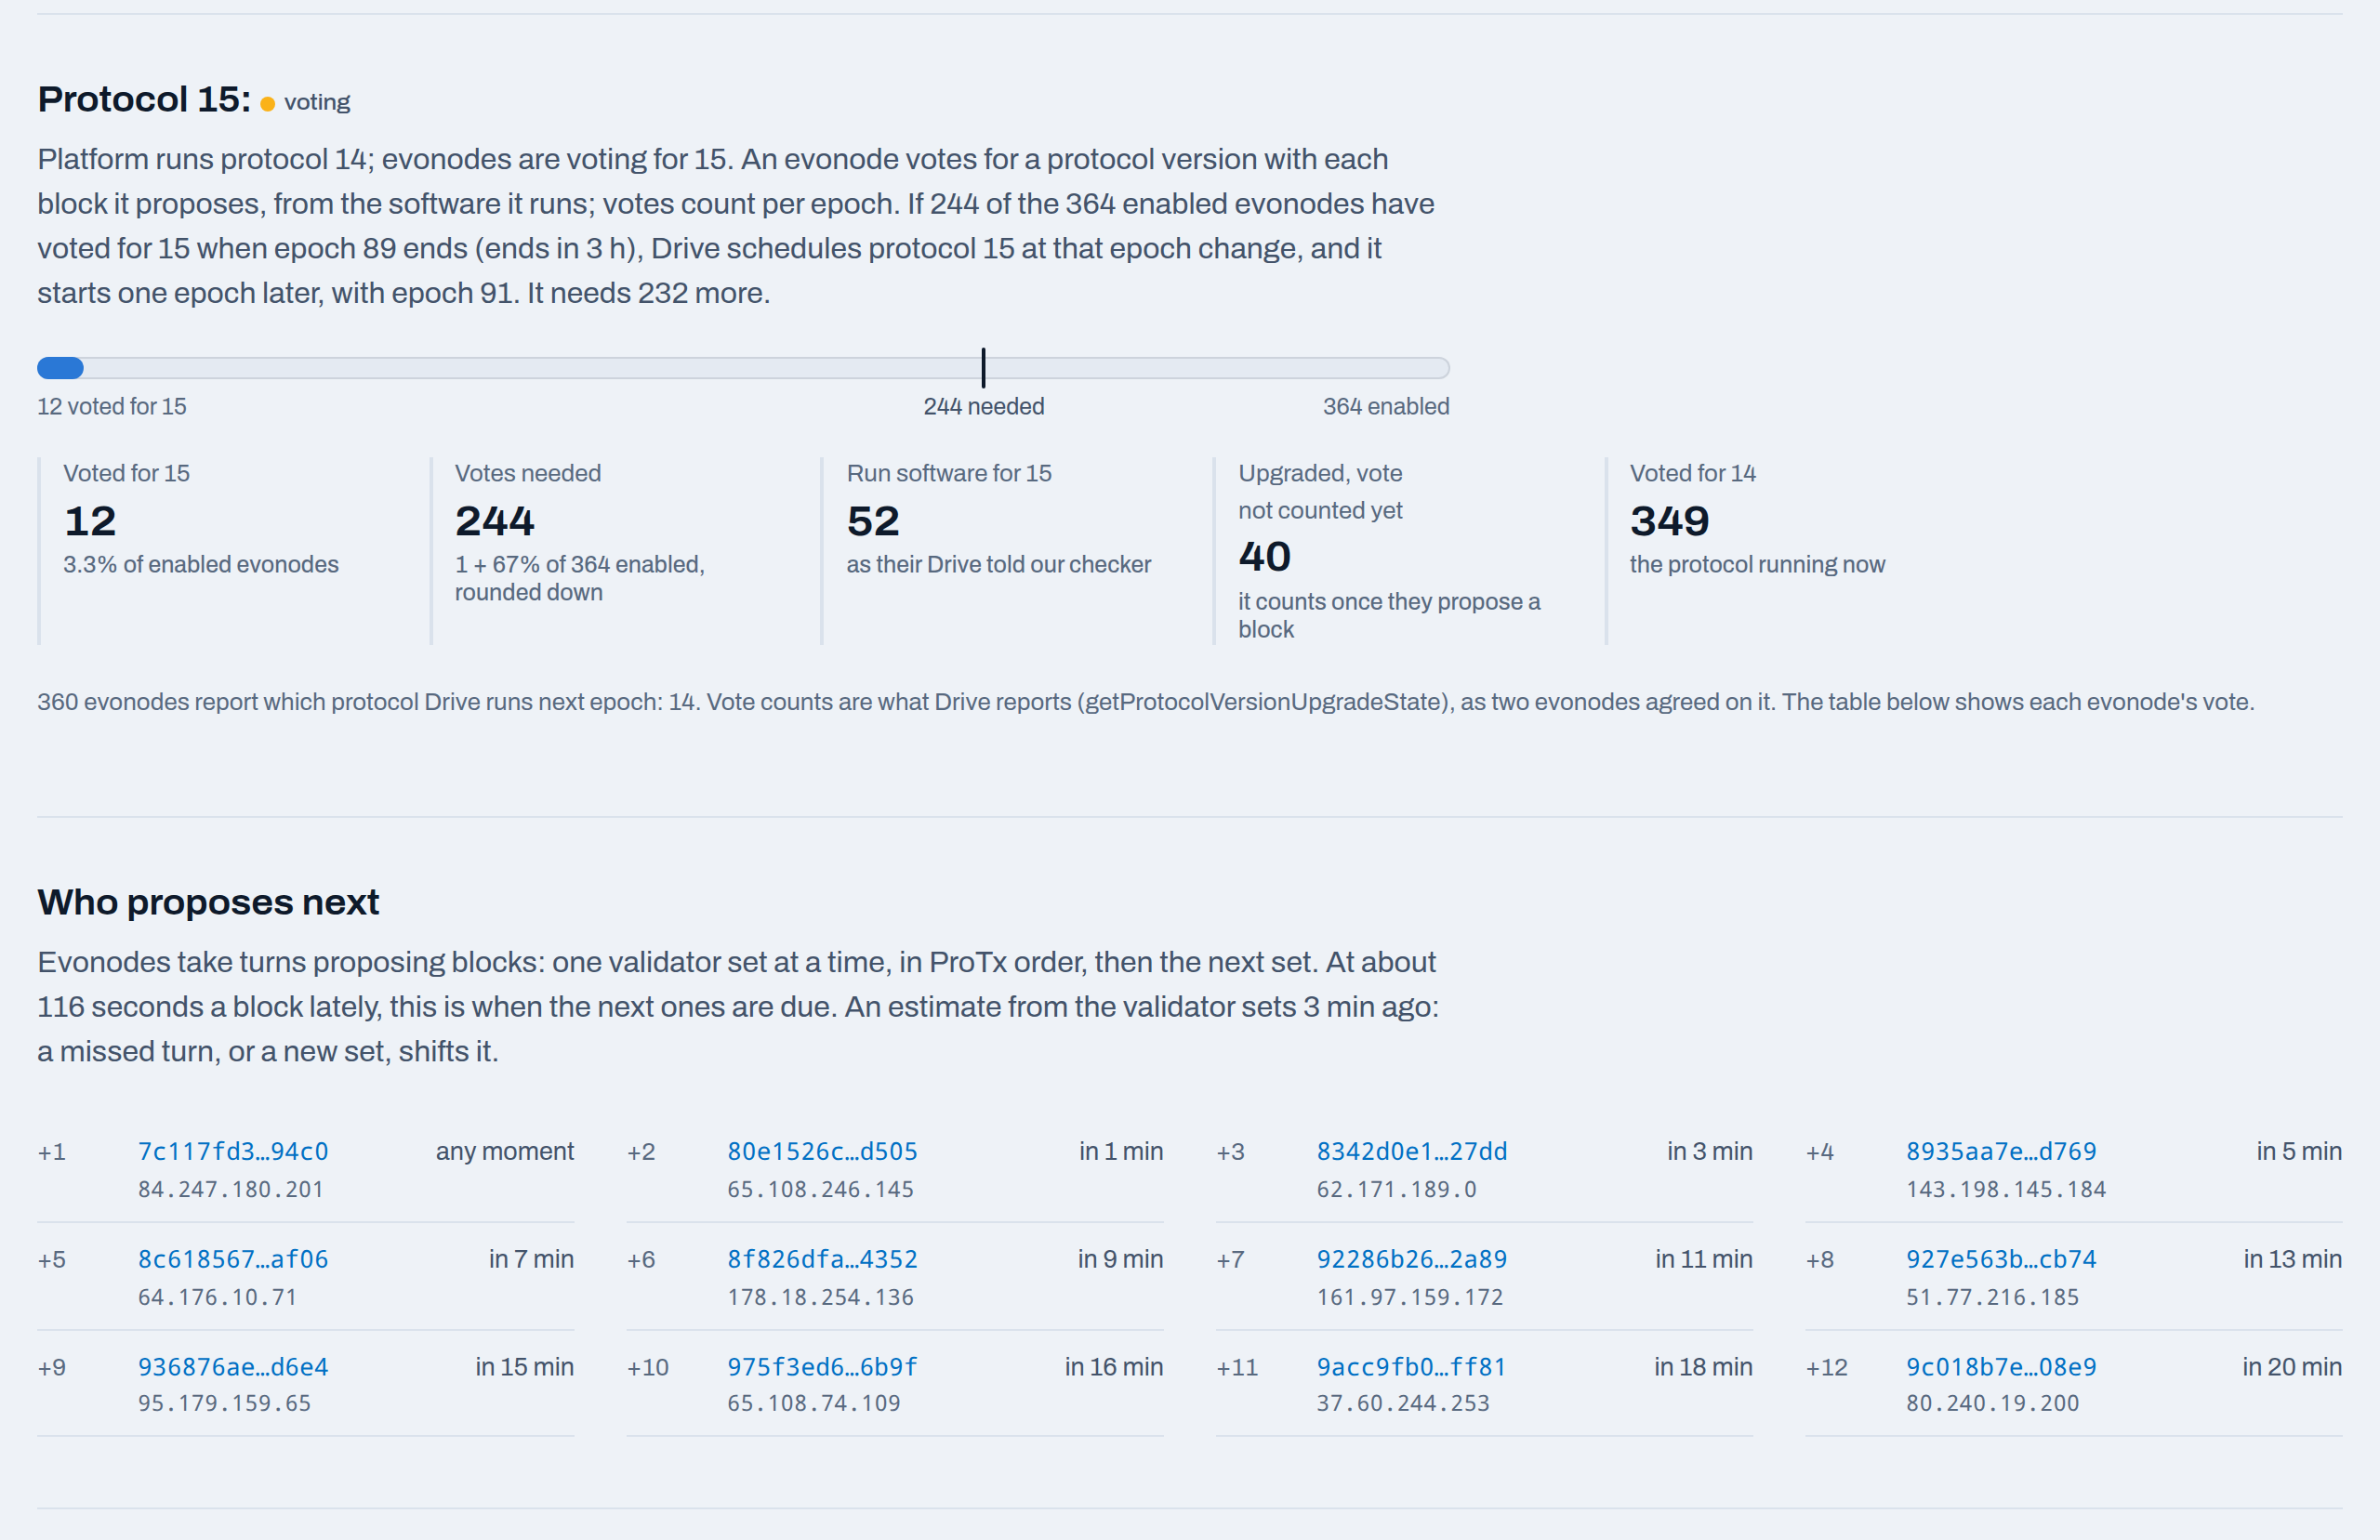 Protocol 15: voting
Platform runs protocol 14; evonodes are voting for 15. An evonode votes for a protocol version with each
block it proposes, from the software it runs; votes count per epoch. If 244 of the 364 enabled evonodes have
voted for 15 when epoch 89 ends (ends in 3 h), Drive schedules protocol 15 at that epoch change, and it
starts one epoch later, with epoch 91. It needs 232 more.
12 voted for 15
244 needed
364 enabled
Voted for 15
12
3.3% of enabled evonodes
Votes needed
244
1 + 67% of 364 enabled,
rounded down
Run software for 15
52
as their Drive told our checker
Upgraded, vote
not counted yet
40
it counts once they propose a
block
Voted for 14
349
the protocol running now
360 evonodes report which protocol Drive runs next epoch: 14. Vote counts are what Drive reports (getProtocolVersionUpgradeState), as two evonodes agreed on it. The table below shows each evonode's vote.
Who proposes next
Evonodes take turns proposing blocks: one validator set at a time, in ProTx order, then the next set. At about
116 seconds a block lately, this is when the next ones are due. An estimate from the validator sets 3 min ago:
a missed turn, or a new set, shifts it.
+1 7c117fd3…94c0 any moment
84.247.180.201
+2 80e1526c…d505 in 1 min
65.108.246.145
+3 8342d0e1…27dd in 3 min
62.171.189.0
+4 8935aa7e…d769 in 5 min
143.198.145.184
+5 8c618567…af06 in 7 min
64.176.10.71
+6 8f826dfa…4352 in 9 min
178.18.254.136
+7 92286b26…2a89 in 11 min
161.97.159.172
+8 927e563b…cb74 in 13 min
51.77.216.185
+9 936876ae…d6e4 in 15 min
95.179.159.65
+10 975f3ed6…6b9f in 16 min
65.108.74.109
+11 9acc9fb0…ff81 in 18 min
37.60.244.253
+12 9c018b7e…08e9 in 20 min
80.240.19.200